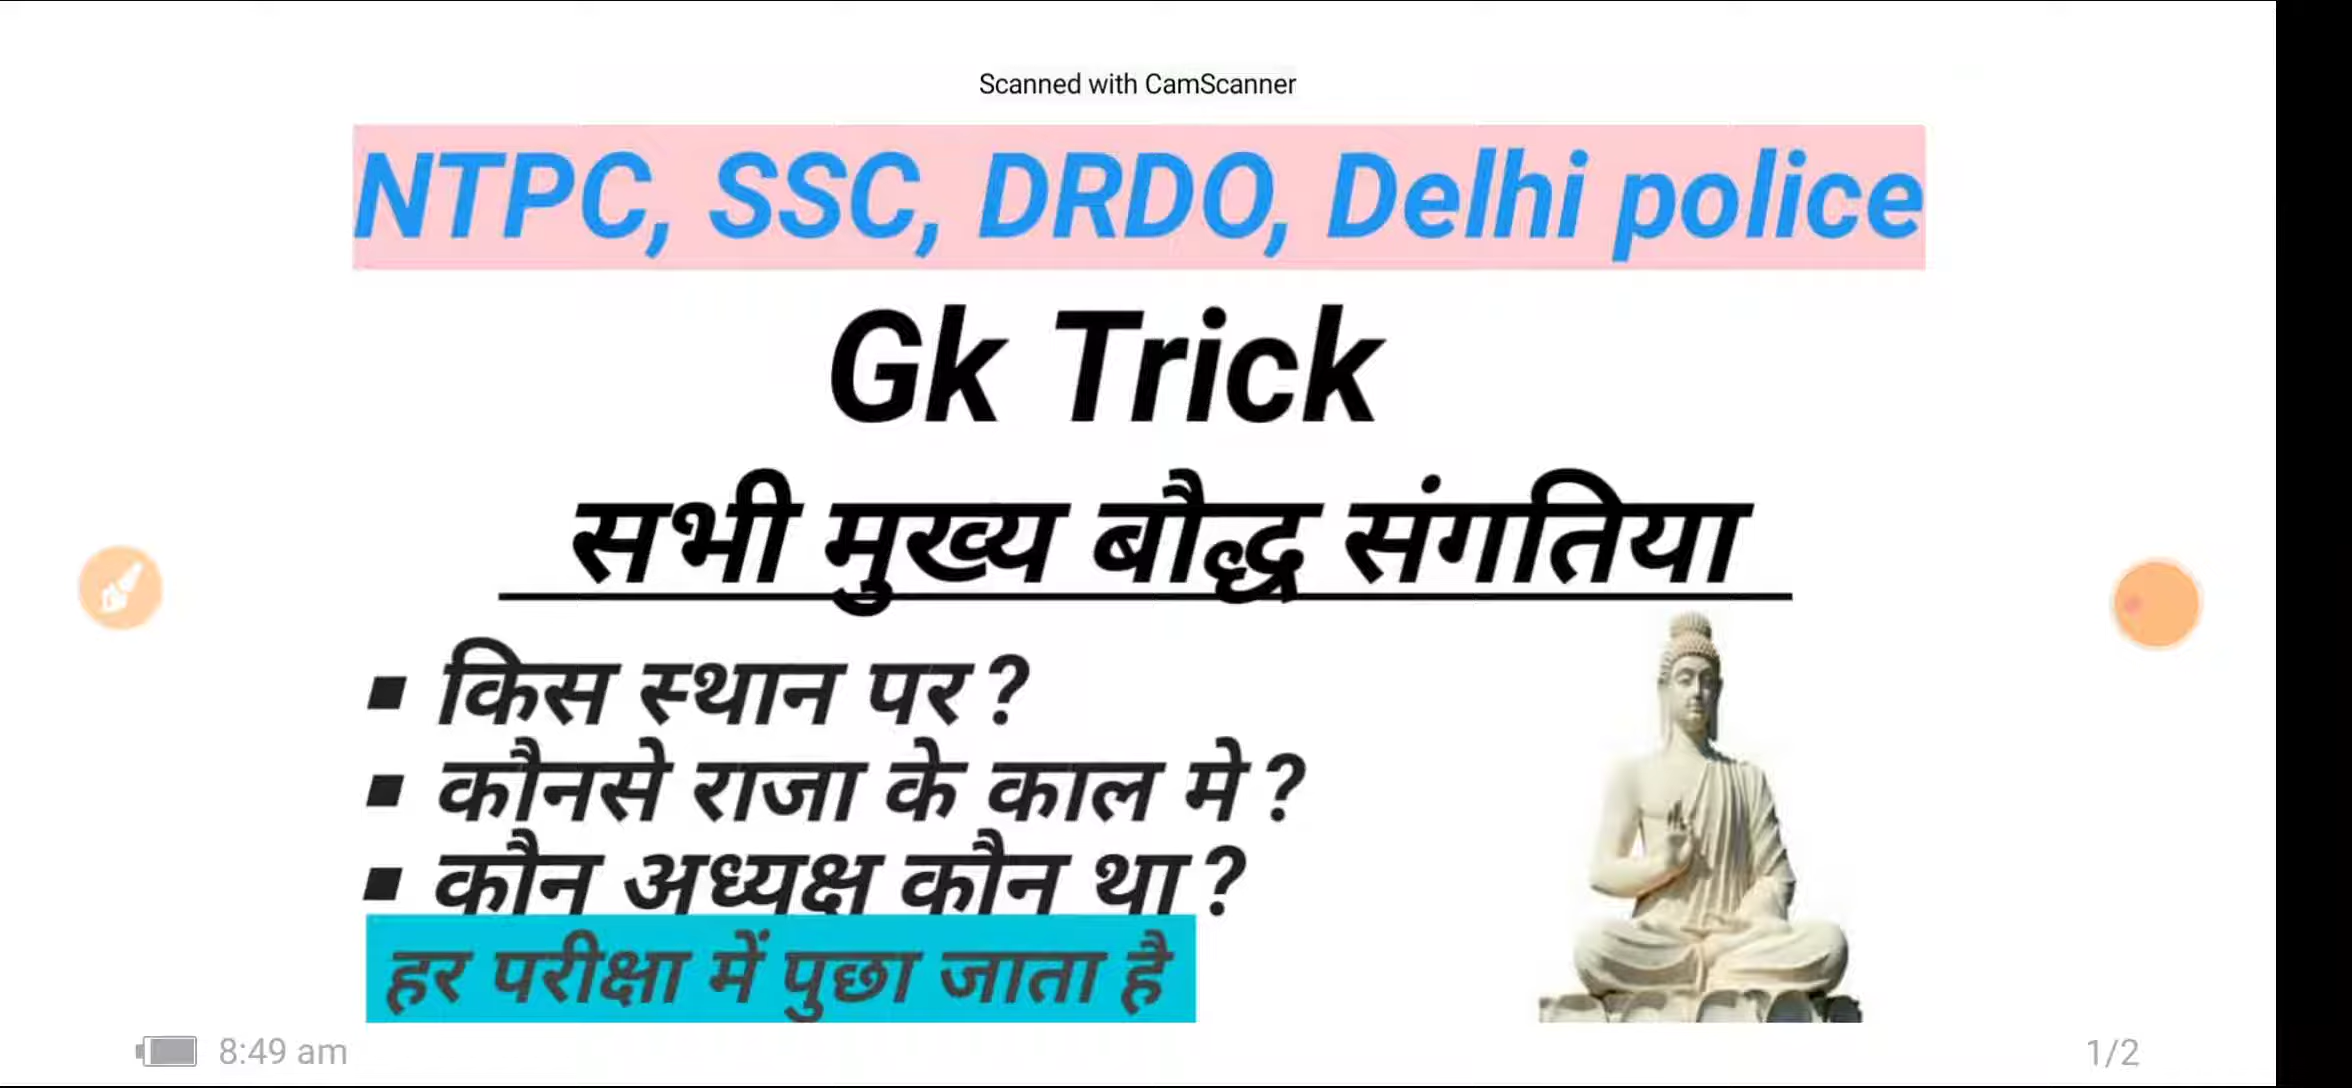 Scanned with CamScanner
NTPC, SSC, DRDO, Delhi police
Gk Trick
सभी मुख्य बौद्ध संगतिया
▪ किस स्थान पर ?
▪ कौनसे राजा के काल मे ?
▪ कौन अध्यक्ष कौन था ?
हर परीक्षा में पुछा जाता है
8:49 am
1/2